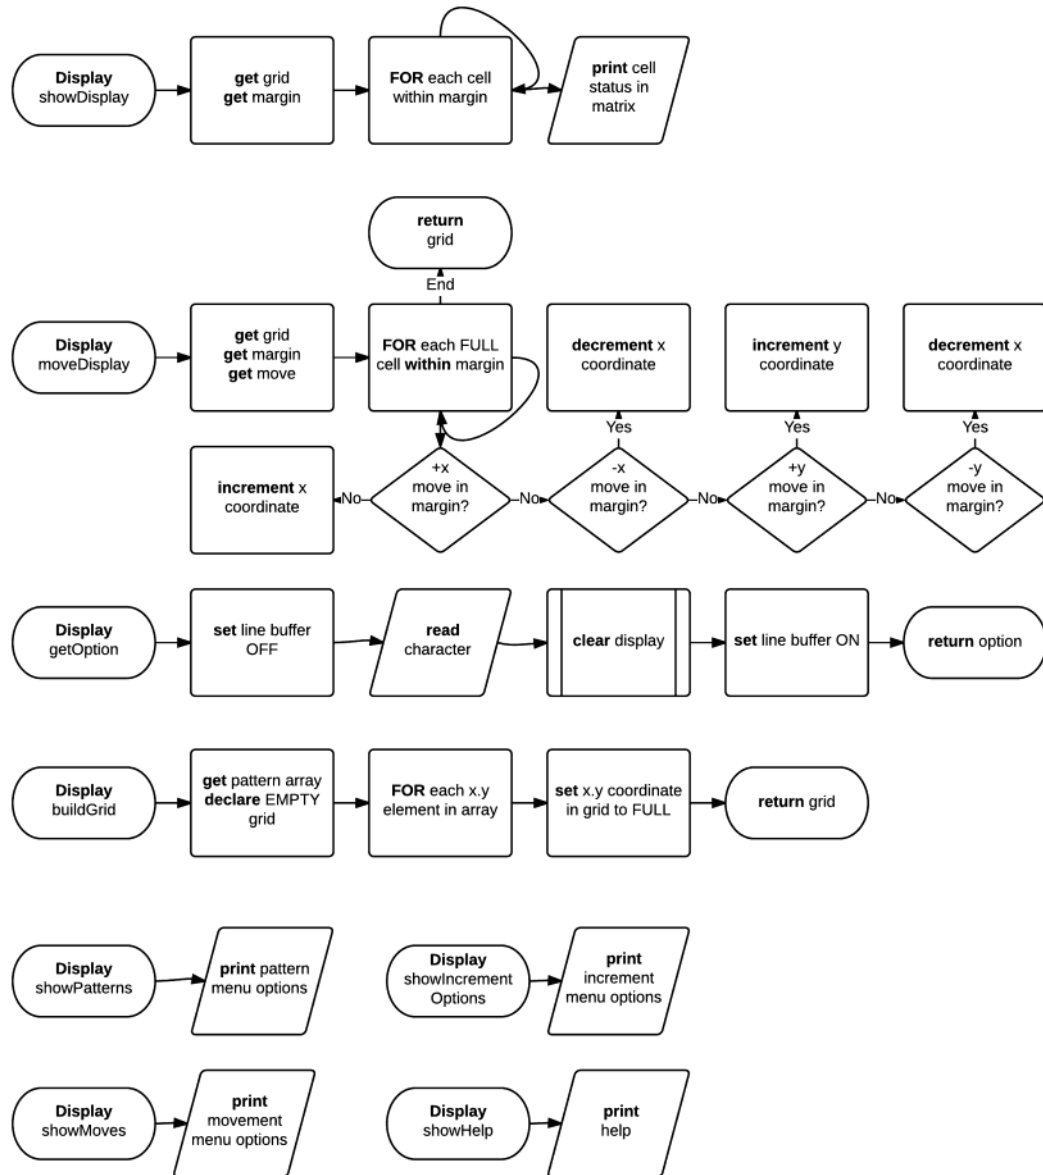 Display
showDisplay
get grid
get margin
FOR each cell
within margin
print cell
status in
matrix
return
grid
End
Display
moveDisplay
get grid
get margin
get move
FOR each FULL
cell within margin
decrement x
coordinate
increment y
coordinate
decrement x
coordinate
Yes
Yes
Yes
increment x
coordinate
No
+x
move in
margin?
No
-x
move in
margin?
No
+y
move in
margin?
No
-y
move in
margin?
Display
getOption
set line buffer
OFF
read
character
clear display
set line buffer ON
return option
Display
buildGrid
get pattern array
declare EMPTY
grid
FOR each x.y
element in array
set x.y coordinate
in grid to FULL
return grid
Display
showPatterns
print pattern
menu options
Display
showIncrement
Options
print
increment
menu options
Display
showMoves
print
movement
menu options
Display
showHelp
print
help